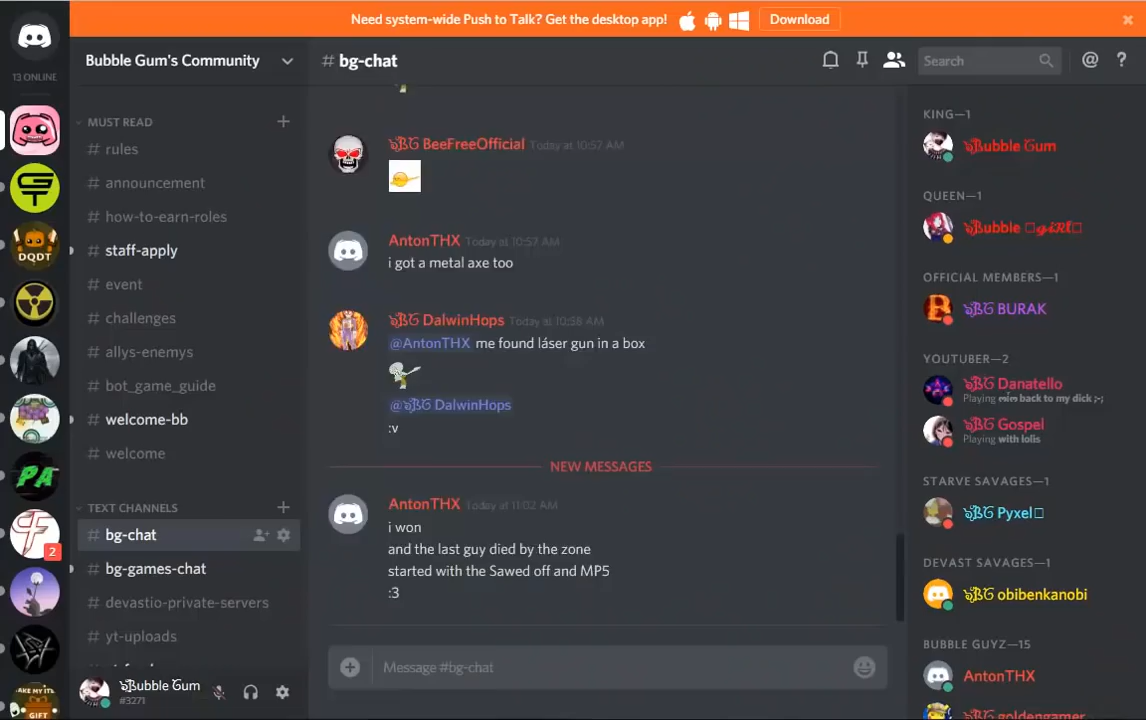 Need system-wide Push to Talk? Get the desktop app!
Download
13 ONLINE
DQDT
PA
2
GIFT
Bubble Gum's Community
MUST READ
# rules
# announcement
# how-to-earn-roles
# staff-apply
# event
# challenges
# allys-enemys
# bot_game_guide
# welcome-bb
# welcome
TEXT CHANNELS
# bg-chat
# bg-games-chat
# devastio-private-servers
# yt-uploads
Bubble Gum
#3271
# bg-chat
Search
@ ?
BG BeeFreeOfficial Today at 10:57 AM
AntonTHX Today at 10:57 AM
i got a metal axe too
BG DalwinHops Today at 10:58 AM
@AntonTHX me found láser gun in a box
@BG DalwinHops
:v
NEW MESSAGES
AntonTHX Today at 11:02 AM
i won
and the last guy died by the zone
started with the Sawed off and MP5
:3
Message #bg-chat
KING—1
Bubble Gum
QUEEN—1
Bubble giRl
OFFICIAL MEMBERS—1
BG BURAK
YOUTUBER—2
BG Danatello
Playing back to my dick ;-;
BG Gospel
Playing with lolis
STARVE SAVAGES—1
BG Pyxel
DEVAST SAVAGES—1
BG obibenkanobi
BUBBLE GUYZ—15
AntonTHX
BG goldengamer